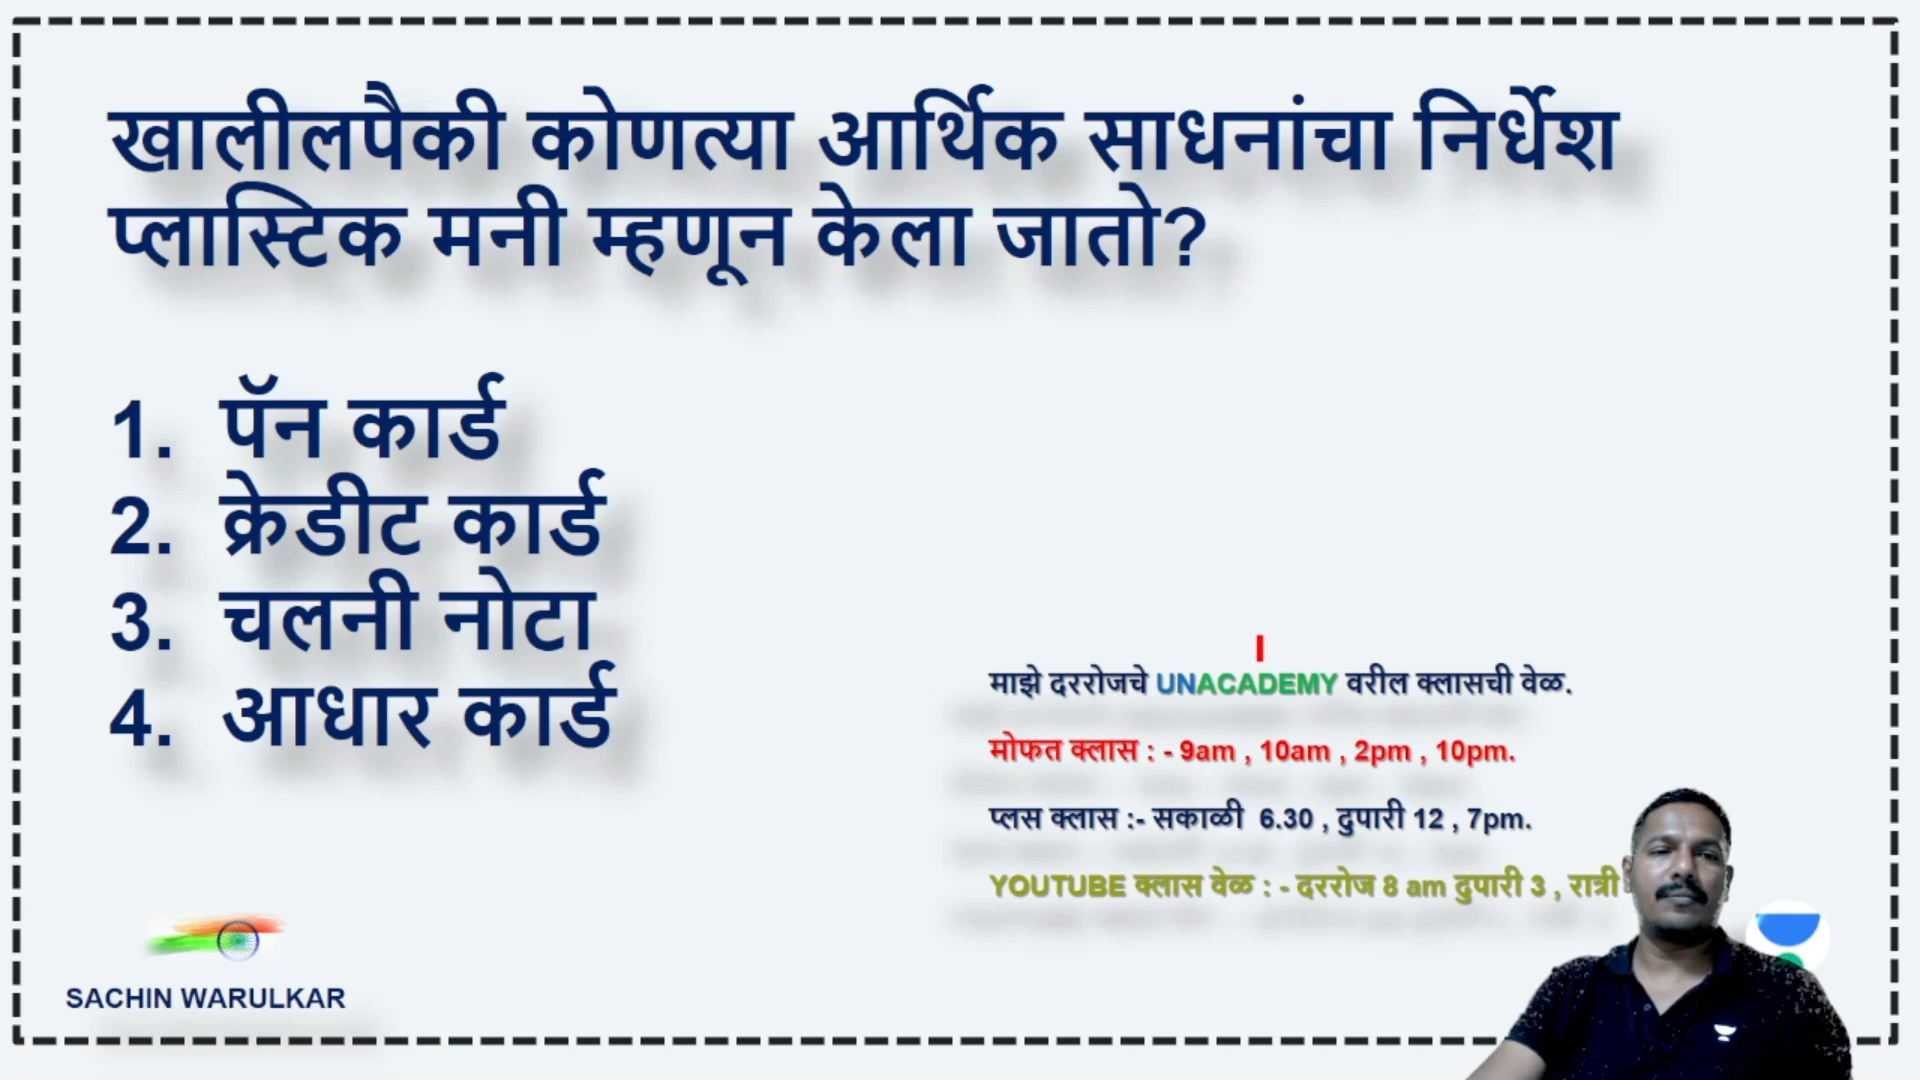 खालीलपैकी कोणत्या आर्थिक साधनांचा निर्धेश
प्लास्टिक मनी म्हणून केला जातो?
1. पॅन कार्ड
2. क्रेडीट कार्ड
3. चलनी नोटा
4. आधार कार्ड
माझे दररोजचे UNACADEMY वरील क्लासची वेळ.
मोफत क्लास : - 9am , 10am , 2pm , 10pm.
प्लस क्लास :- सकाळी 6.30 , दुपारी 12 , 7pm.
YOUTUBE क्लास वेळ : - दररोज 8 am दुपारी 3 , रात्री
SACHIN WARULKAR